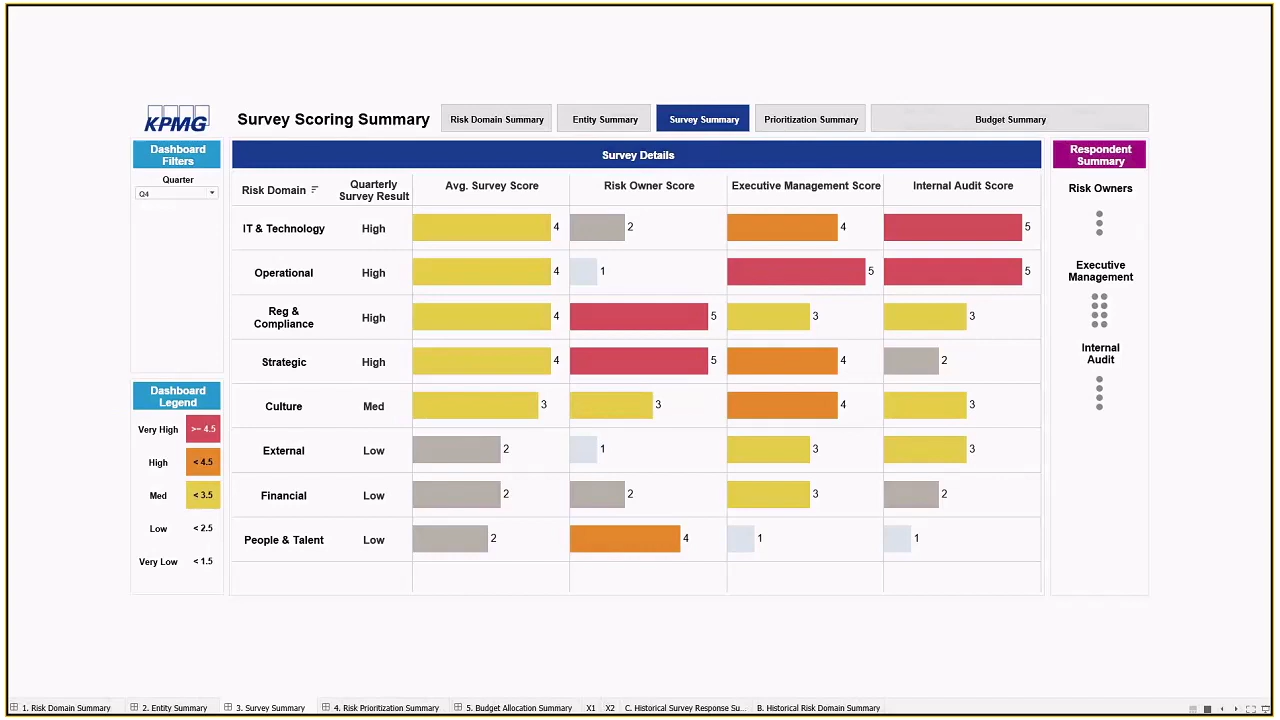 KPMG
Survey Scoring Summary
Risk Domain Summary
Entity Summary
Survey Summary
Prioritization Summary
Budget Summary
Dashboard
Filters
Quarter
Q4
Survey Details
Risk Domain
Quarterly
Survey Result
Avg. Survey Score
Risk Owner Score
Executive Management Score
Internal Audit Score
IT & Technology High 4 2 4 5
Operational High 4 1 5 5
Reg &
Compliance High 4 5 3 3
Strategic High 4 5 4 2
Culture Med 3 3 4 3
External Low 2 1 3 3
Financial Low 2 2 3 2
People & Talent Low 2 4 1 1
Dashboard
Legend
Very High >= 4.5
High < 4.5
Med < 3.5
Low < 2.5
Very Low < 1.5
Respondent
Summary
Risk Owners
Executive
Management
Internal
Audit
1. Risk Domain Summary
2. Entity Summary
3. Survey Summary
4. Risk Prioritization Summary
5. Budget Allocation Summary
X1
X2
C. Historical Survey Response Su...
B. Historical Risk Domain Summary